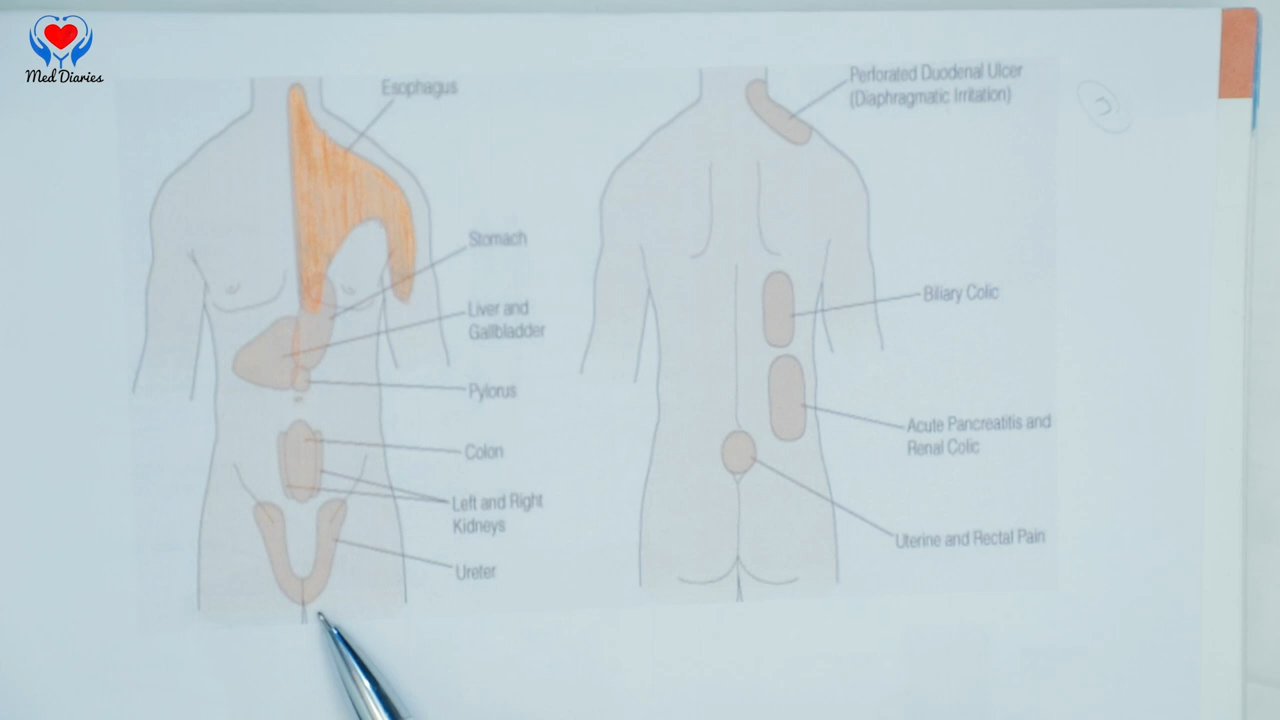 Med Diaries
Esophagus
Stomach
Liver and
Gallbladder
Pylorus
Colon
Left and Right
Kidneys
Ureter
Perforated Duodenal Ulcer
(Diaphragmatic Irritation)
Biliary Colic
Acute Pancreatitis and
Renal Colic
Uterine and Rectal Pain